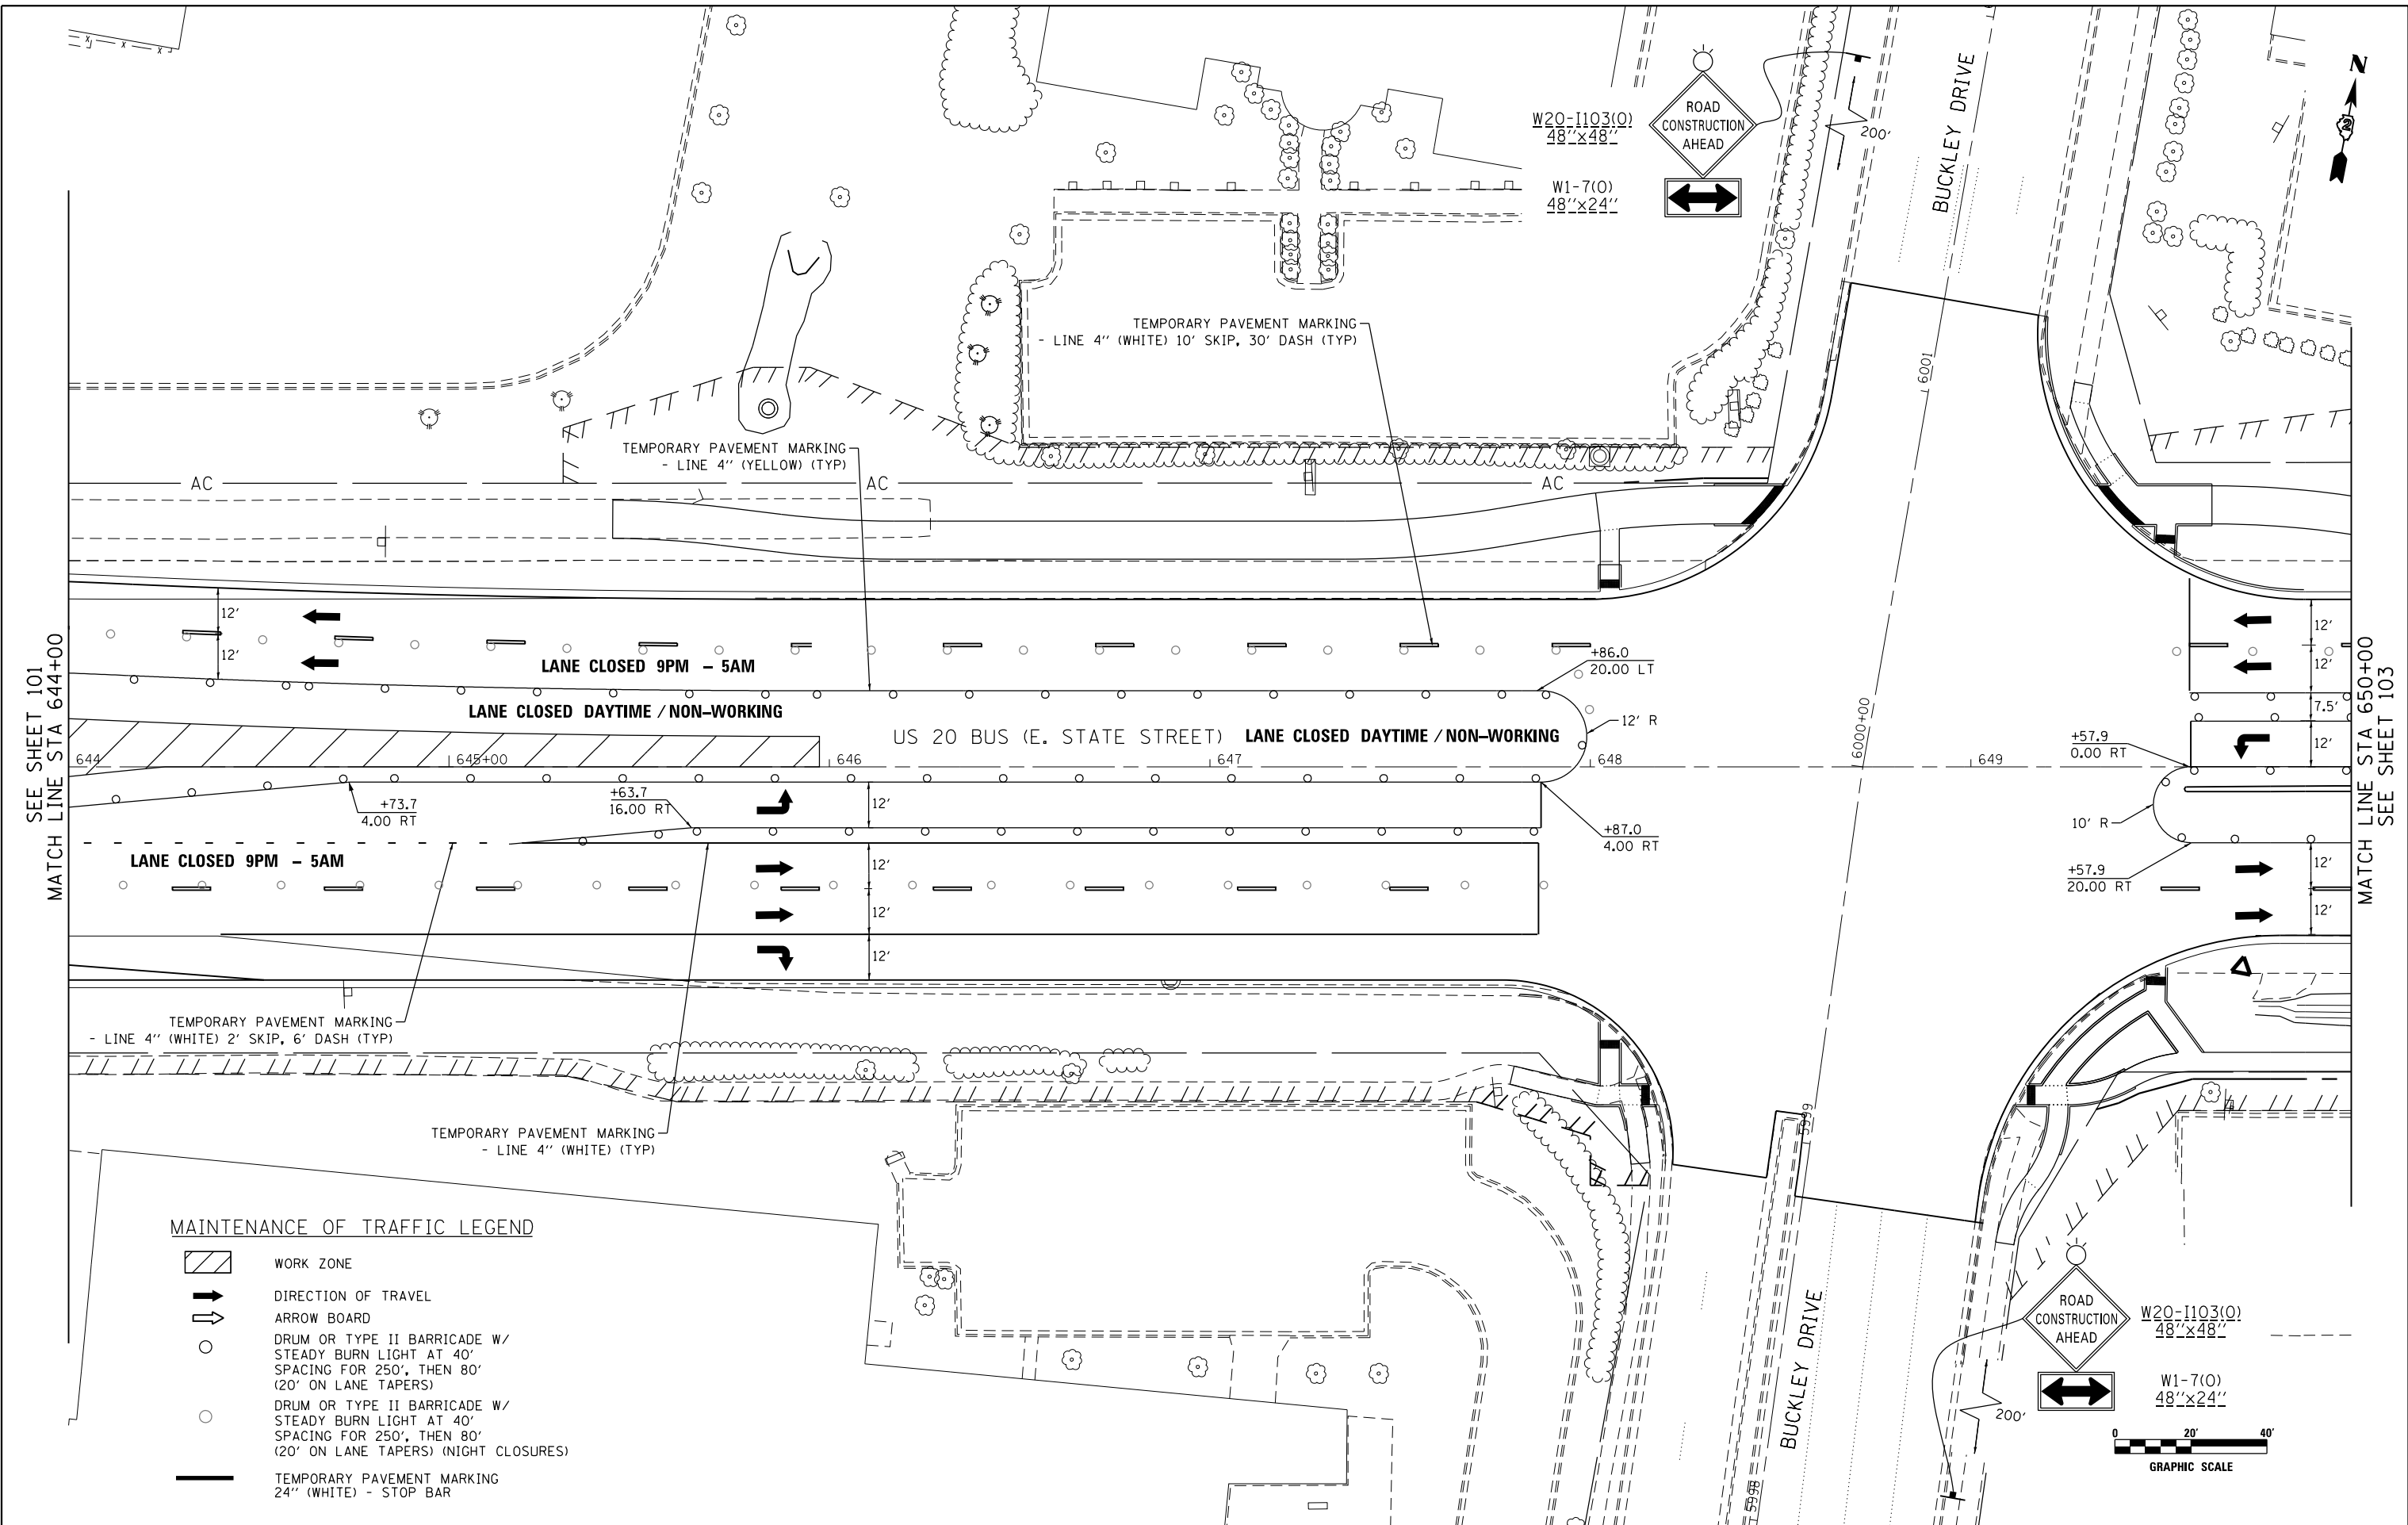 W20-I103(O)
48''x48''
ROAD
CONSTRUCTION
AHEAD
W1-7(O)
48''x24''
200'
BUCKLEY DRIVE
N
2
TEMPORARY PAVEMENT MARKING
- LINE 4'' (WHITE) 10' SKIP, 30' DASH (TYP)
6001
TEMPORARY PAVEMENT MARKING
- LINE 4'' (YELLOW) (TYP)
AC
AC
AC
12'
12'
LANE CLOSED 9PM - 5AM
+86.0
20.00 LT
12'
12'
7.5'
12'
LANE CLOSED DAYTIME / NON-WORKING
US 20 BUS (E. STATE STREET)
LANE CLOSED DAYTIME / NON-WORKING
12' R
6000+00
+57.9
0.00 RT
644
645+00
646
647
648
649
SEE SHEET 101
MATCH LINE STA 644+00
MATCH LINE STA 650+00
SEE SHEET 103
+73.7
4.00 RT
+63.7
16.00 RT
12'
+87.0
4.00 RT
10' R
LANE CLOSED 9PM - 5AM
12'
12'
12'
+57.9
20.00 RT
12'
12'
TEMPORARY PAVEMENT MARKING
- LINE 4'' (WHITE) 2' SKIP, 6' DASH (TYP)
TEMPORARY PAVEMENT MARKING
- LINE 4'' (WHITE) (TYP)
5999
MAINTENANCE OF TRAFFIC LEGEND
WORK ZONE
DIRECTION OF TRAVEL
ARROW BOARD
DRUM OR TYPE II BARRICADE W/
STEADY BURN LIGHT AT 40'
SPACING FOR 250', THEN 80'
(20' ON LANE TAPERS)
DRUM OR TYPE II BARRICADE W/
STEADY BURN LIGHT AT 40'
SPACING FOR 250', THEN 80'
(20' ON LANE TAPERS) (NIGHT CLOSURES)
TEMPORARY PAVEMENT MARKING
24'' (WHITE) - STOP BAR
BUCKLEY DRIVE
5998
ROAD
CONSTRUCTION
AHEAD
W20-I103(O)
48''x48''
W1-7(O)
48''x24''
200'
0 20' 40'
GRAPHIC SCALE